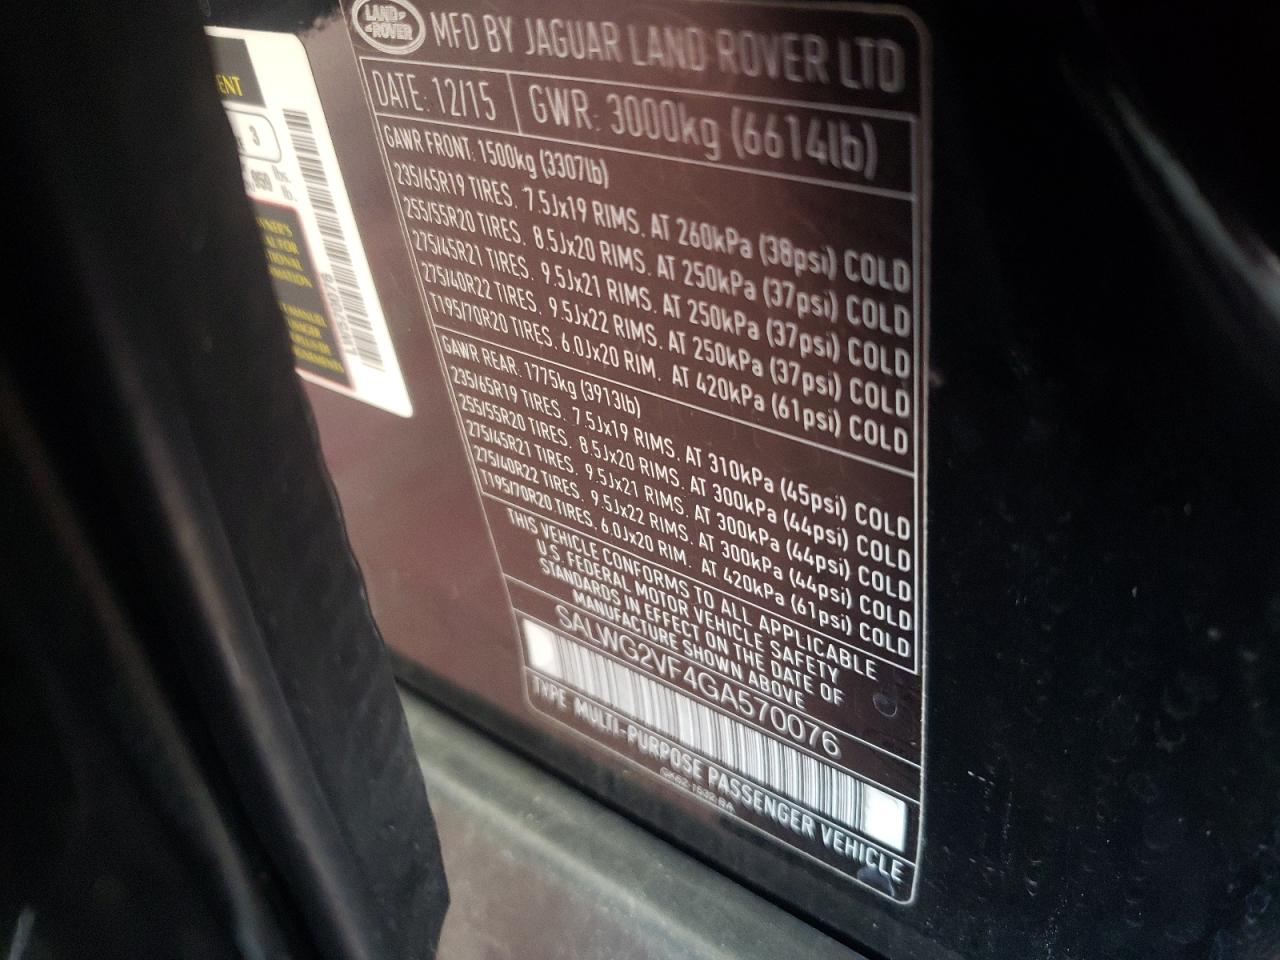 LAND ROVER
MFD BY JAGUAR LAND ROVER LTD
DATE: 12/15 GWR: 3000kg (6614lb)
GAWR FRONT: 1500kg (3307lb)
235/65R19 TIRES. 7.5Jx19 RIMS. AT 260kPa (38psi) COLD
255/55R20 TIRES. 8.5Jx20 RIMS. AT 250kPa (37psi) COLD
275/45R21 TIRES. 9.5Jx21 RIMS. AT 250kPa (37psi) COLD
275/40R22 TIRES. 9.5Jx22 RIMS. AT 250kPa (37psi) COLD
T195/70R20 TIRES. 6.0Jx20 RIM. AT 420kPa (61psi) COLD
GAWR REAR: 1775kg (3913lb)
235/65R19 TIRES. 7.5Jx19 RIMS. AT 310kPa (45psi) COLD
255/55R20 TIRES. 8.5Jx20 RIMS. AT 300kPa (44psi) COLD
275/45R21 TIRES. 9.5Jx21 RIMS. AT 300kPa (44psi) COLD
275/40R22 TIRES. 9.5Jx22 RIMS. AT 300kPa (44psi) COLD
T195/70R20 TIRES. 6.0Jx20 RIM. AT 420kPa (61psi) COLD
THIS VEHICLE CONFORMS TO ALL APPLICABLE
U.S. FEDERAL MOTOR VEHICLE SAFETY
STANDARDS IN EFFECT ON THE DATE OF
MANUFACTURE SHOWN ABOVE
SALWG2VF4GA570076
TYPE MULTI-PURPOSE PASSENGER VEHICLE
ENT
3
lbs.
lb.